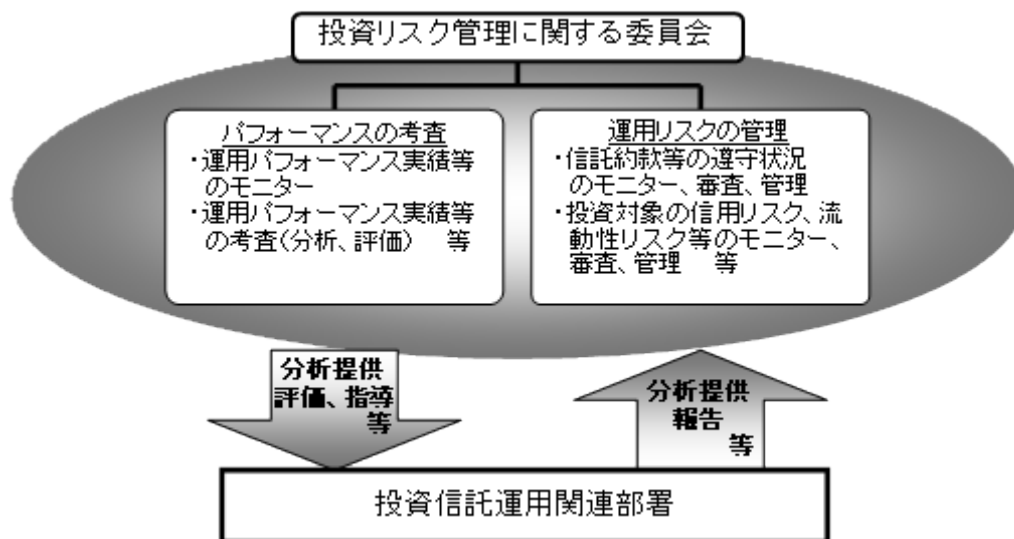 投資リスク管理に関する委員会
パフォーマンスの考査
・運用パフォーマンス実績等
のモニター
・運用パフォーマンス実績等
の考査(分析、評価) 等
運用リスクの管理
・信託約款等の遵守状況
のモニター、審査、管理
・投資対象の信用リスク、流
動性リスク等のモニター、
審査、管理 等
分析提供
評価、指導
等
分析提供
報告
等
投資信託運用関連部署